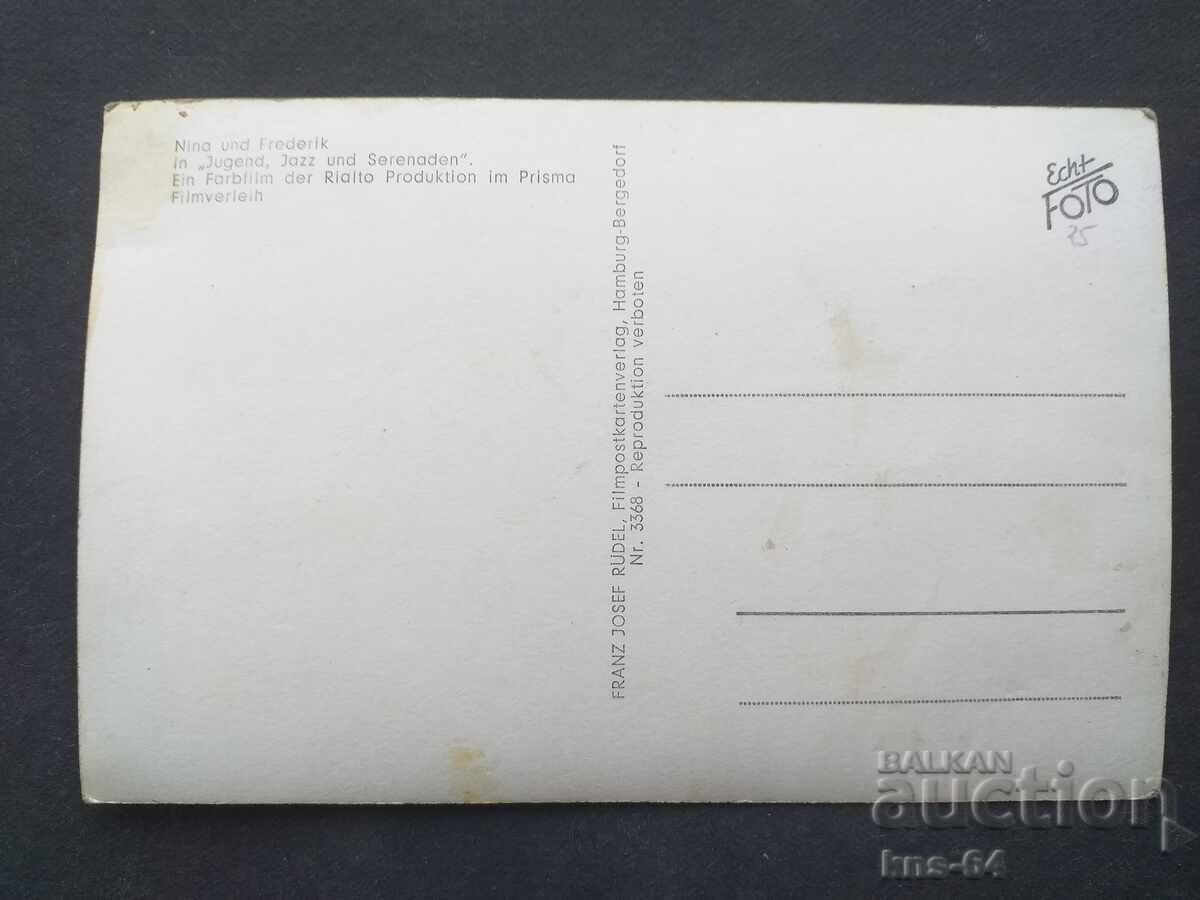 Nina und Frederik
in „Jugend, Jazz und Serenaden".
Ein Farbfilm der Rialto Produktion im Prisma
Filmverleih
FRANZ JOSEF RÜDEL, Filmpostkartenverlag, Hamburg-Bergedorf
Nr. 3368 - Reproduktion verboten
Echt
FOTO
25
BALKAN
auction
kns-64